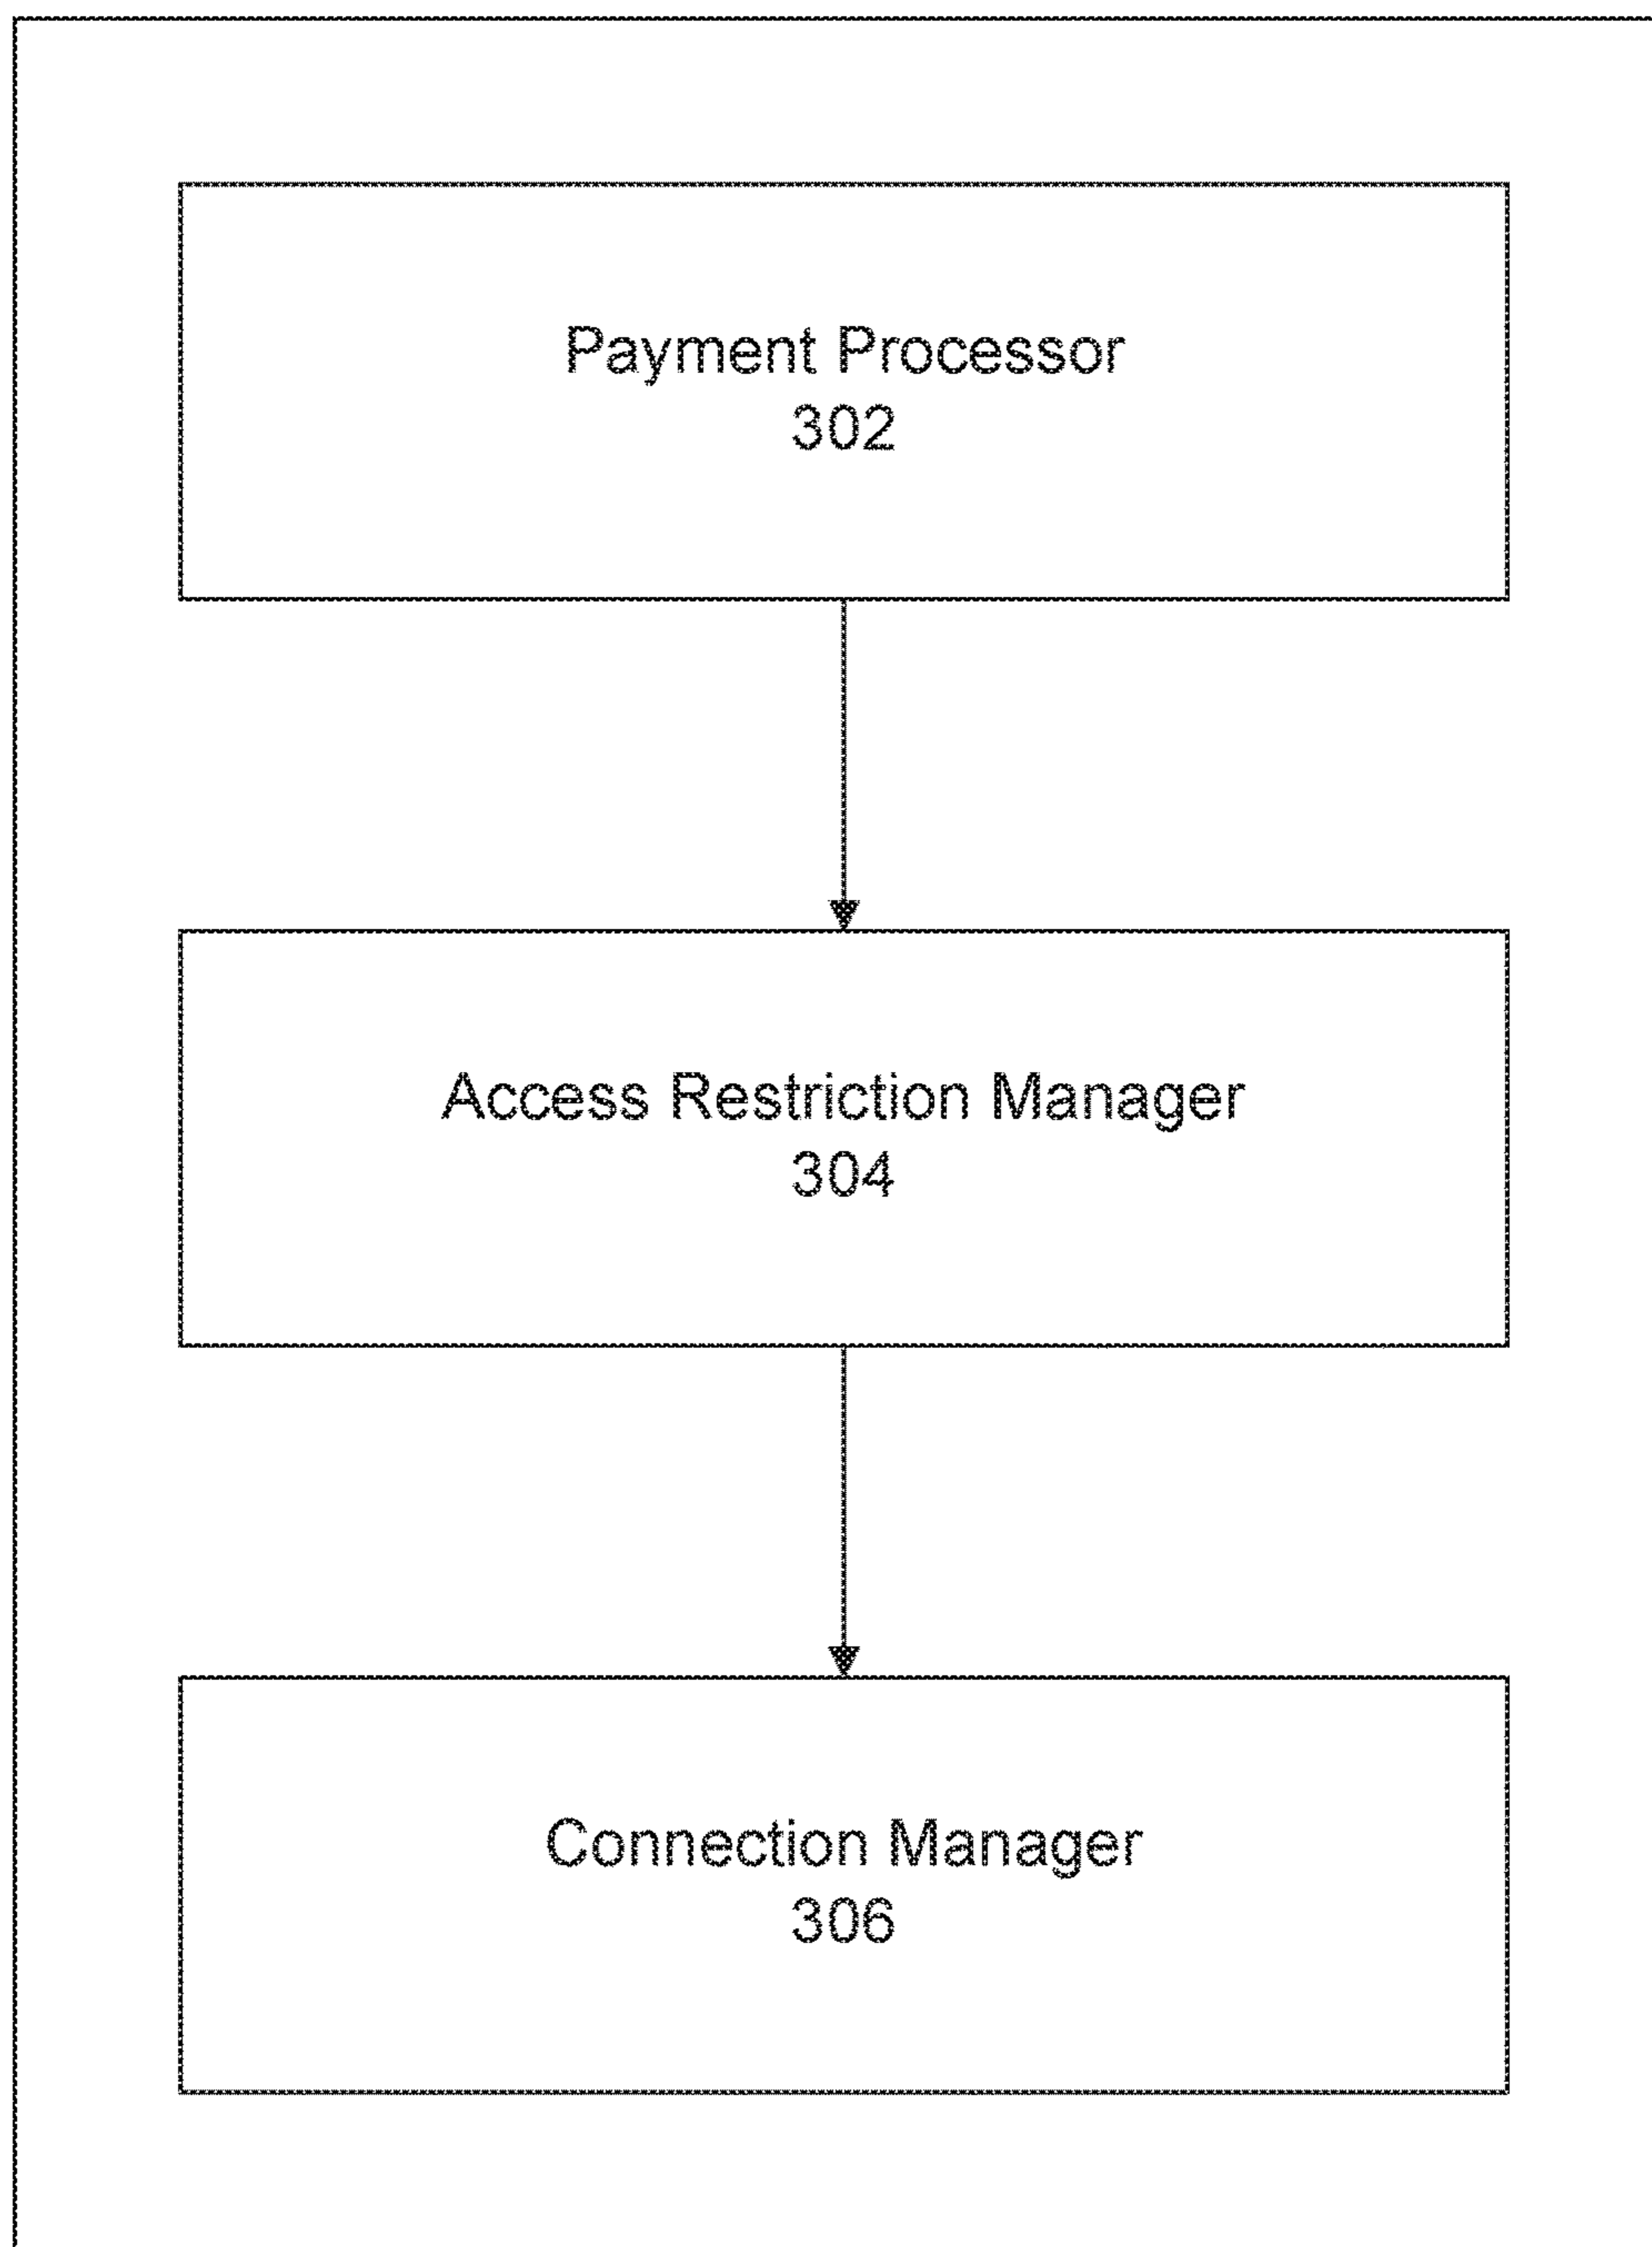 Payment Processor
302
Access Restriction Manager
304
Connection Manager
306